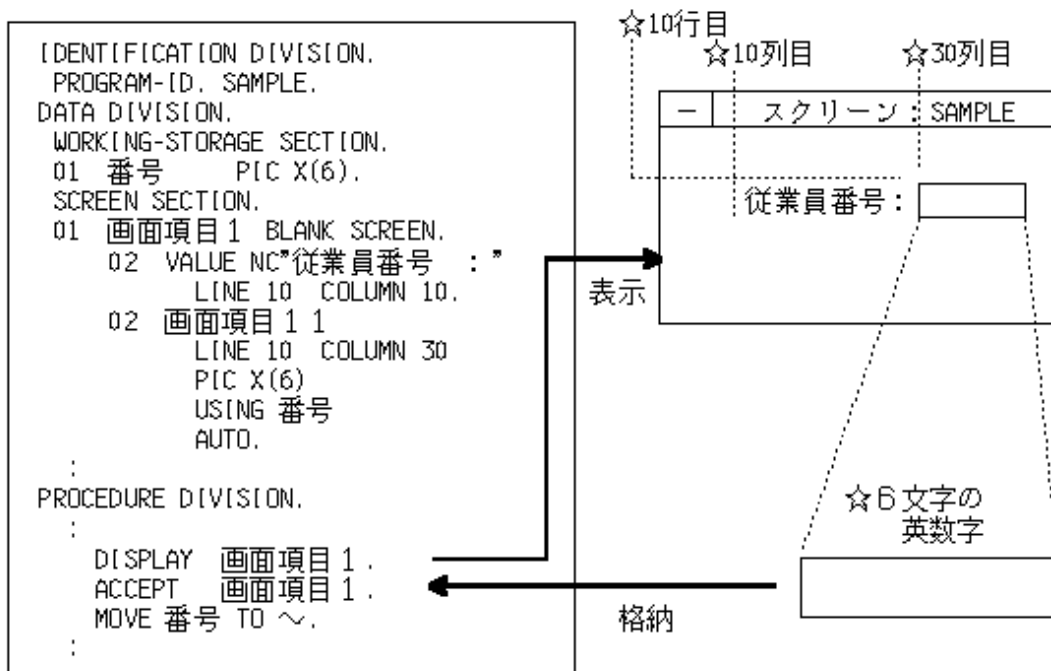 IDENTIFICATION DIVISION.
PROGRAM-ID. SAMPLE.
DATA DIVISION.
WORKING-STORAGE SECTION.
01 番号 PIC X(6).
SCREEN SECTION.
01 画面項目1 BLANK SCREEN.
02 VALUE NC"従業員番号 :"
LINE 10 COLUMN 10.
02 画面項目11
LINE 10 COLUMN 30
PIC X(6)
USING 番号
AUTO.
:
PROCEDURE DIVISION.
:
DISPLAY 画面項目1.
ACCEPT 画面項目1.
MOVE 番号 TO ~.
:
表示
格納
☆10行目
☆10列目 ☆30列目
- スクリーン:SAMPLE
従業員番号:
☆6文字の
英数字